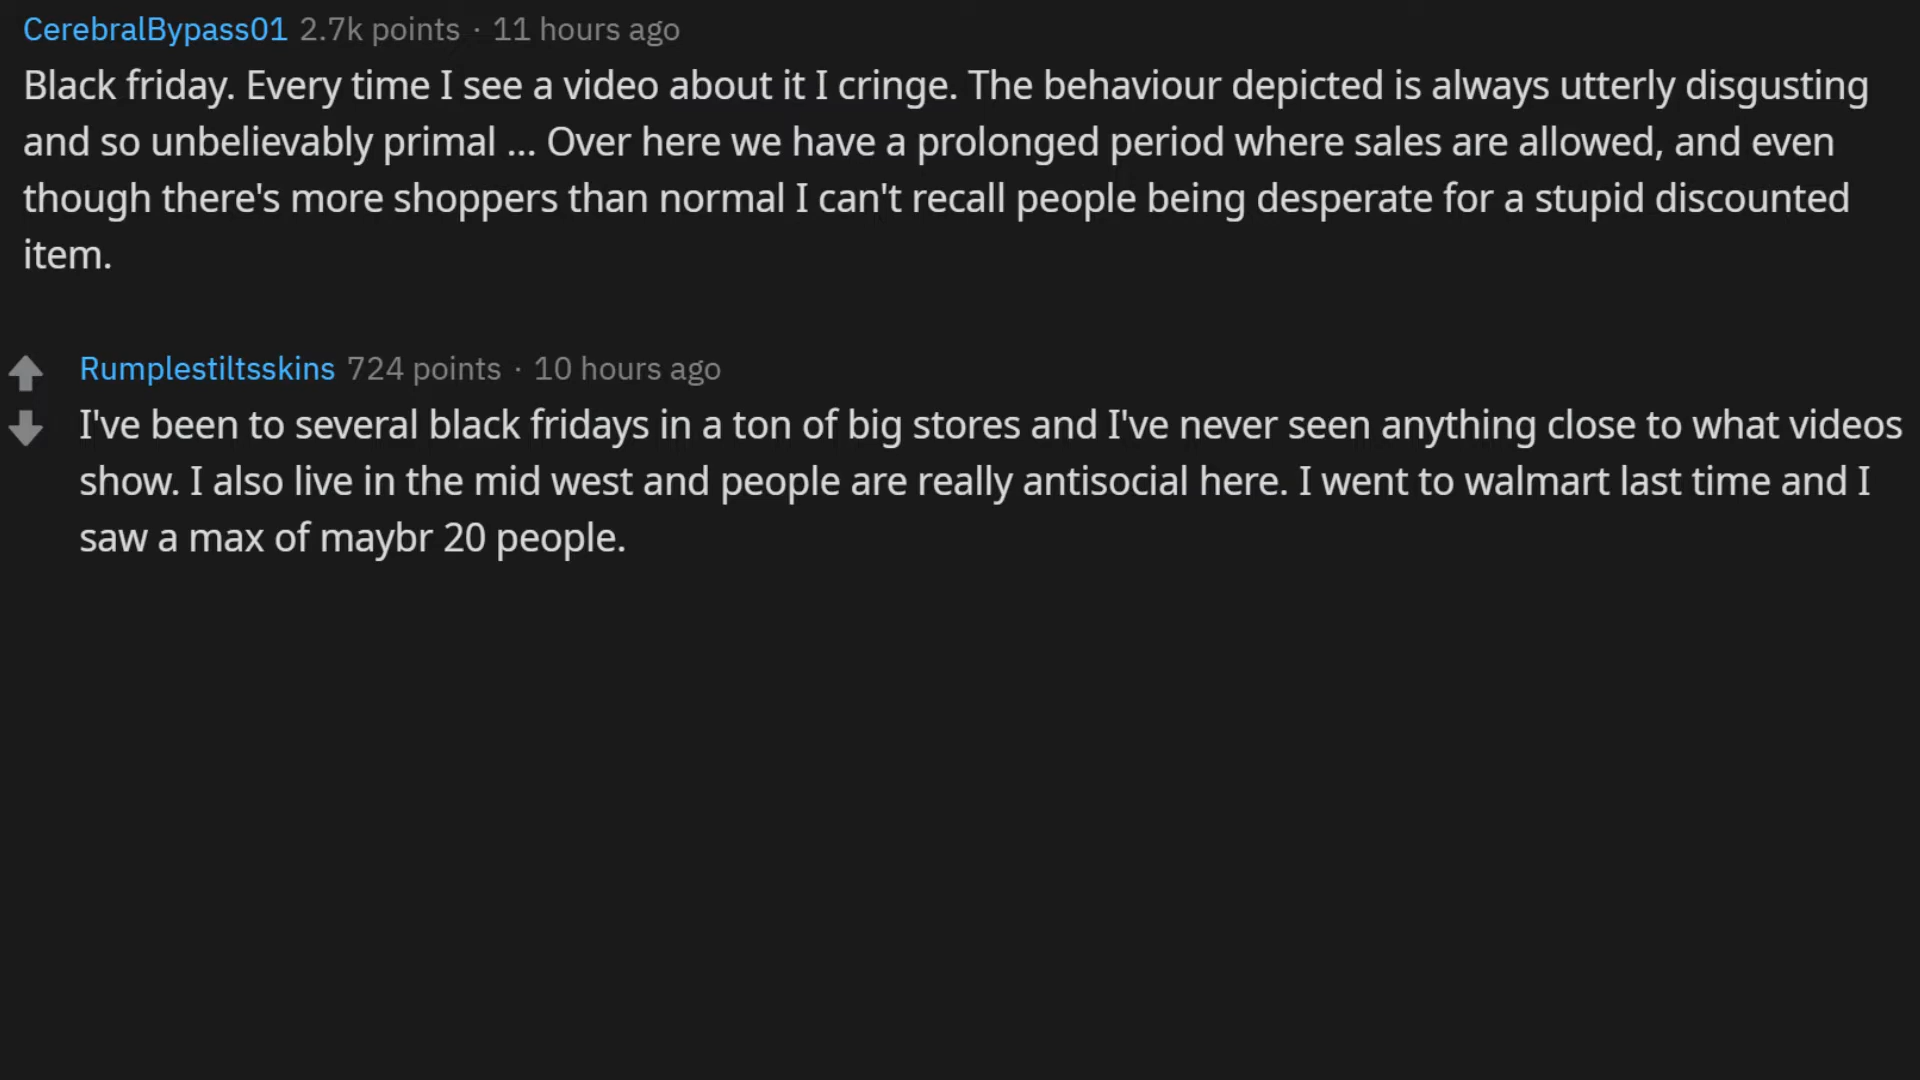 CerebralBypass01 2.7k points · 11 hours ago
Black friday. Every time I see a video about it I cringe. The behaviour depicted is always utterly disgusting
and so unbelievably primal ... Over here we have a prolonged period where sales are allowed, and even
though there's more shoppers than normal I can't recall people being desperate for a stupid discounted
item.
Rumplestiltsskins 724 points · 10 hours ago
I've been to several black fridays in a ton of big stores and I've never seen anything close to what videos
show. I also live in the mid west and people are really antisocial here. I went to walmart last time and I
saw a max of maybr 20 people.